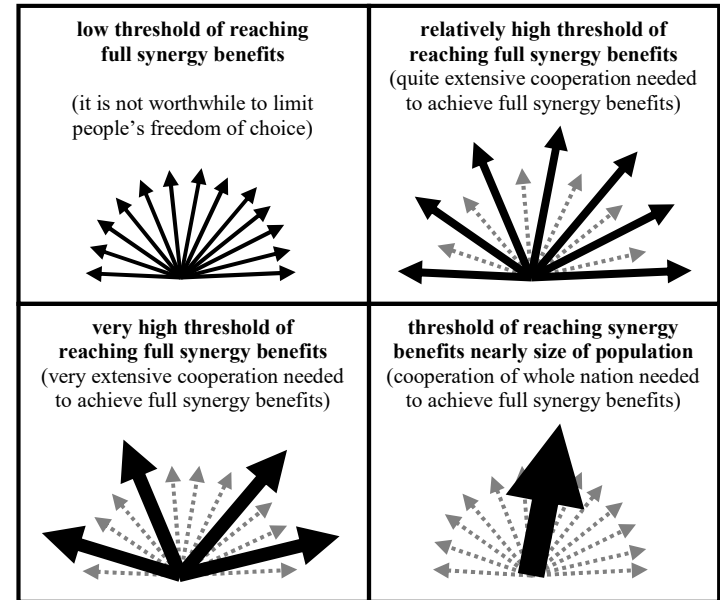 low threshold of reaching
full synergy benefits
(it is not worthwhile to limit
people’s freedom of choice)
relatively high threshold of
reaching full synergy benefits
(quite extensive cooperation needed
to achieve full synergy benefits)
very high threshold of
reaching full synergy benefits
(very extensive cooperation needed
to achieve full synergy benefits)
threshold of reaching synergy
benefits nearly size of population
(cooperation of whole nation needed
to achieve full synergy benefits)